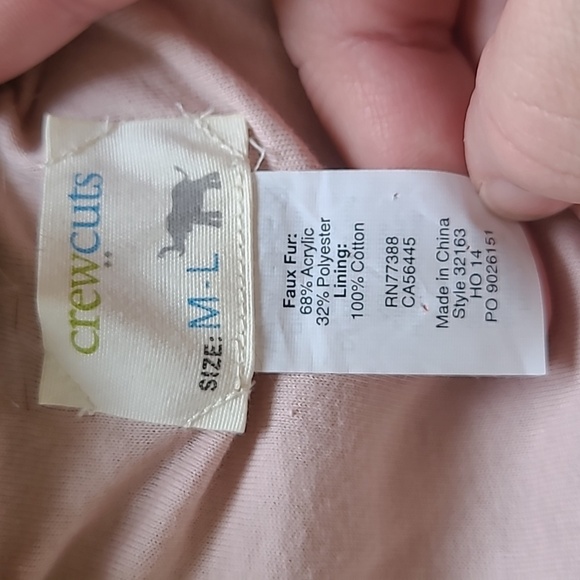 crewcuts
SIZE: M-L
Faux Fur:
68% Acrylic
32% Polyester
Lining:
100% Cotton
RN77388
CA56445
Made in China
Style 32163
HO 14
PO 9026151